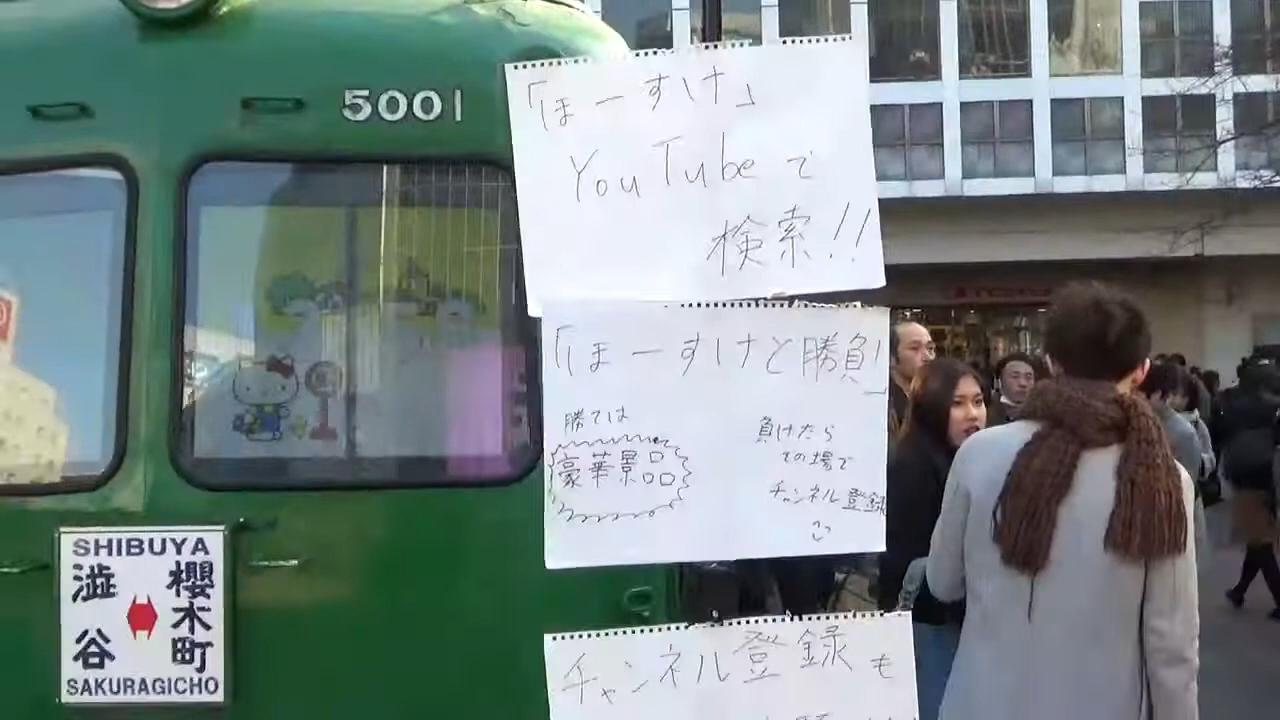 5001
「ほーすけ」
YouTubeで
検索!!
「ほーすけと勝負!」
勝てば
豪華景品
負けたら
その場で
チャンネル登録
チャンネル登録も
SHIBUYA
澁谷
櫻木町
SAKURAGICHO